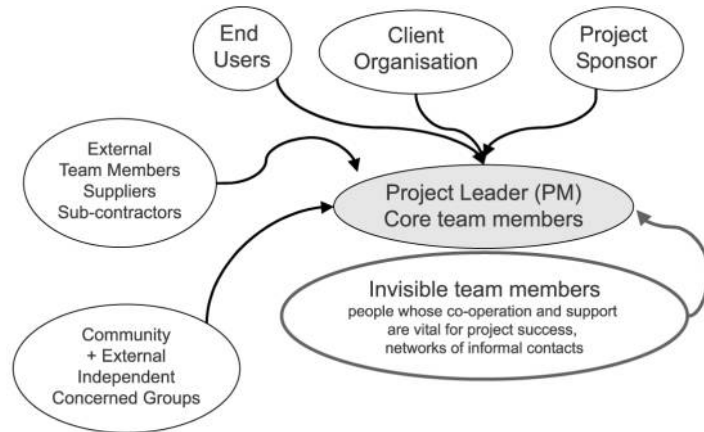 End
Users
Client
Organisation
Project
Sponsor
External
Team Members
Suppliers
Sub-contractors
Project Leader (PM)
Core team members
Invisible team members
people whose co-operation and support
are vital for project success,
networks of informal contacts
Community
+ External
Independent
Concerned Groups